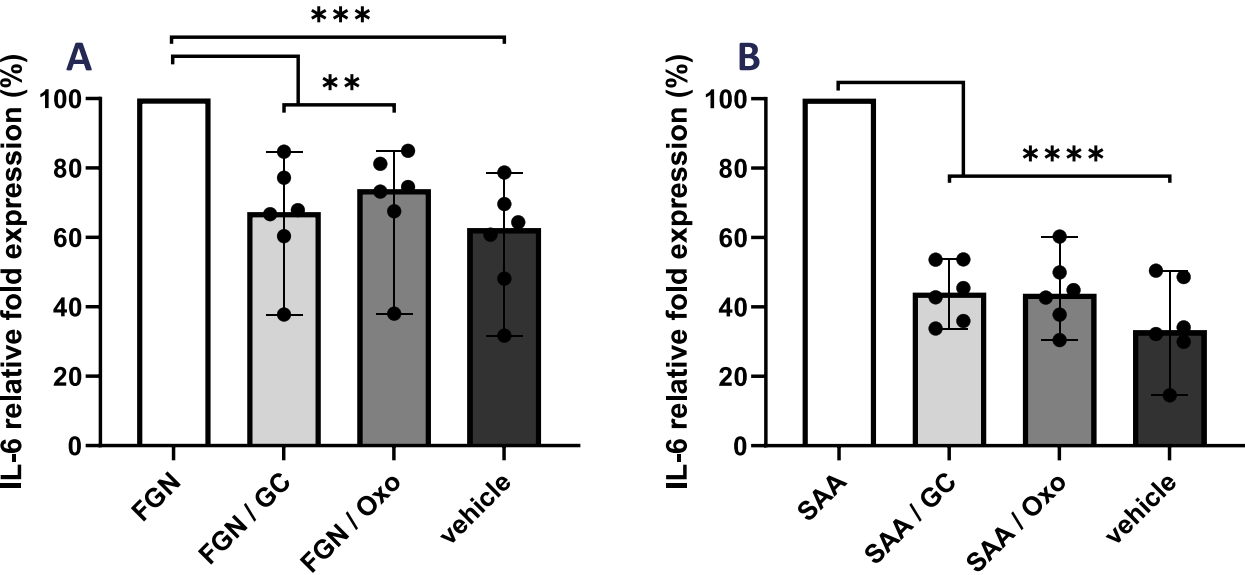 ***
A
**
IL-6 relative fold expression (%)
100
80
60
40
20
0
FGN
FGN / GC
FGN / Oxo
vehicle
B
****
IL-6 relative fold expression (%)
100
80
60
40
20
0
SAA
SAA / GC
SAA / Oxo
vehicle